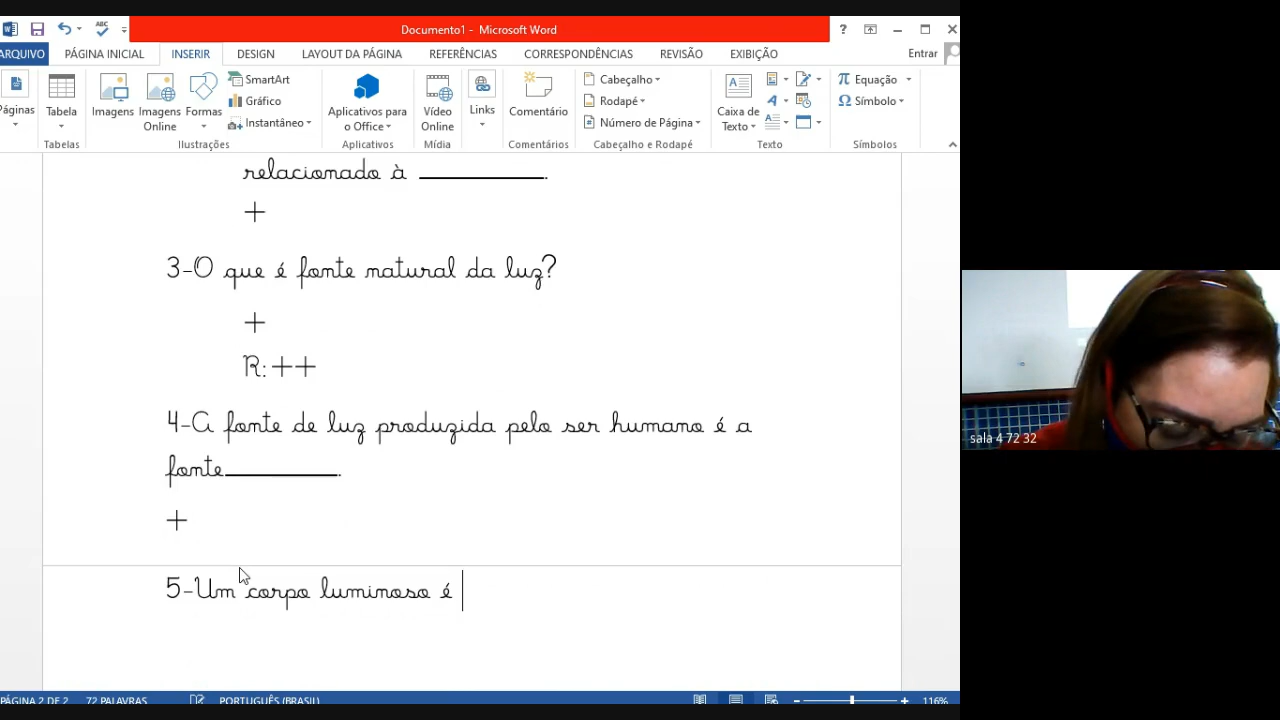 Documento1 - Microsoft Word
ARQUIVO PÁGINA INICIAL INSERIR DESIGN LAYOUT DA PÁGINA REFERÊNCIAS CORRESPONDÊNCIAS REVISÃO EXIBIÇÃO Entrar
Páginas
Tabela
Tabelas
Imagens
Imagens Online
Formas
SmartArt
Gráfico
Instantâneo
Ilustrações
Aplicativos para o Office
Aplicativos
Vídeo Online
Mídia
Links
Comentário
Comentários
Cabeçalho
Rodapé
Número de Página
Cabeçalho e Rodapé
Caixa de Texto
Texto
Equação
Símbolo
Símbolos
relacionado à __________.
+
3-O que é fonte natural da luz?
+
R:++
4-A fonte de luz produzida pelo ser humano é a
fonte_________.
+
5-Um corpo luminoso é
PÁGINA 2 DE 2 72 PALAVRAS PORTUGUÊS (BRASIL) 116%
sala 4 72 32